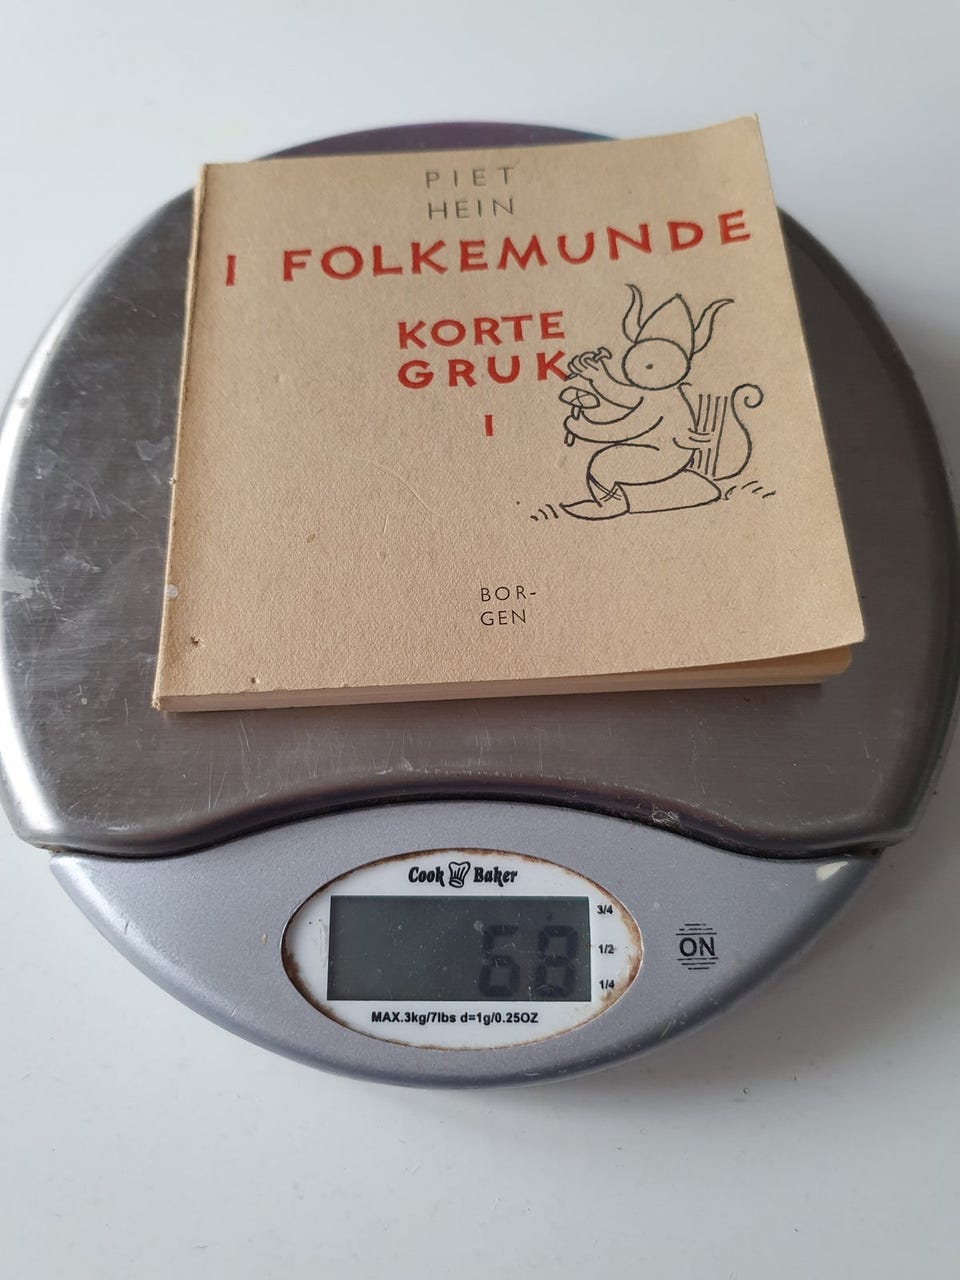 PIET
HEIN
I FOLKEMUNDE
KORTE
GRUK
I
BOR-
GEN
Cook Baker
3/4
1/2
1/4
ON
MAX.3kg/7lbs d=1g/0.25OZ